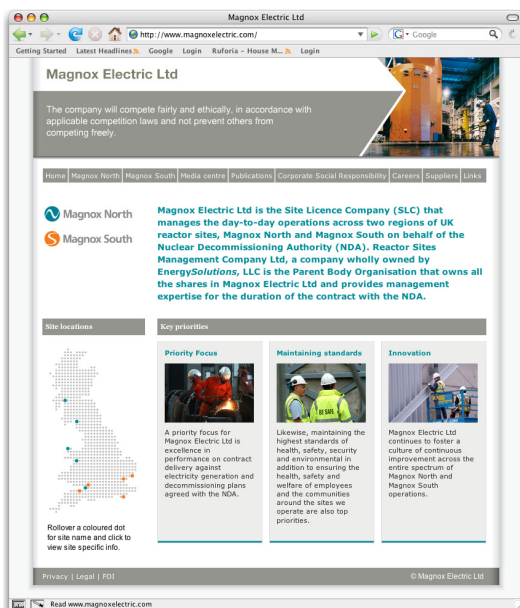 Magnox Electric Ltd
http://www.magnoxelectric.com/
G Google
Getting Started Latest Headlines Google Login Ruforia – House M... Login
Magnox Electric Ltd
The company will compete fairly and ethically, in accordance with
applicable competition laws and not prevent others from
competing freely.
Home Magnox North Magnox South Media centre Publications Corporate Social Responsibility Careers Suppliers Links
Magnox North
Magnox South
Magnox Electric Ltd is the Site Licence Company (SLC) that
manages the day-to-day operations across two regions of UK
reactor sites, Magnox North and Magnox South on behalf of the
Nuclear Decommissioning Authority (NDA). Reactor Sites
Management Company Ltd, a company wholly owned by
EnergySolutions, LLC is the Parent Body Organisation that owns all
the shares in Magnox Electric Ltd and provides management
expertise for the duration of the contract with the NDA.
Site locations
Rollover a coloured dot
for site name and click to
view site specific info.
Key priorities
Priority Focus
A priority focus for
Magnox Electric Ltd is
excellence in
performance on contract
delivery against
electricity generation and
decommissioning plans
agreed with the NDA.
Maintaining standards
BE SAFE
Likewise, maintaining the
highest standards of
health, safety, security
and environmental in
addition to ensuring the
health, safety and
welfare of employees
and the communities
around the sites we
operate are also top
priorities.
Innovation
Magnox Electric Ltd
continues to foster a
culture of continuous
improvement across the
entire spectrum of
Magnox North and
Magnox South
operations.
Privacy | Legal | FOI
© Magnox Electric Ltd
Read www.magnoxelectric.com